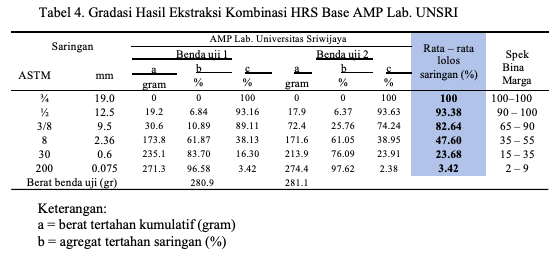 Tabel 4. Gradasi Hasil Ekstraksi Kombinasi HRS Base AMP Lab. UNSRI
Saringan AMP Lab. Universitas Sriwijaya Rata – rata lolos saringan (%) Spek Bina Marga
Benda uji 1 Benda uji 2
a b c a b c
ASTM mm gram % % gram % %
¾ 19.0 0 0 100 0 0 100 100 100–100
½ 12.5 19.2 6.84 93.16 17.9 6.37 93.63 93.38 90 – 100
3/8 9.5 30.6 10.89 89.11 72.4 25.76 74.24 82.64 65 – 90
8 2.36 173.8 61.87 38.13 171.6 61.05 38.95 47.60 35 – 55
30 0.6 235.1 83.70 16.30 213.9 76.09 23.91 23.68 15 – 35
200 0.075 271.3 96.58 3.42 274.4 97.62 2.38 3.42 2 – 9
Berat benda uji (gr) 280.9 281.1
Keterangan:
a = berat tertahan kumulatif (gram)
b = agregat tertahan saringan (%)